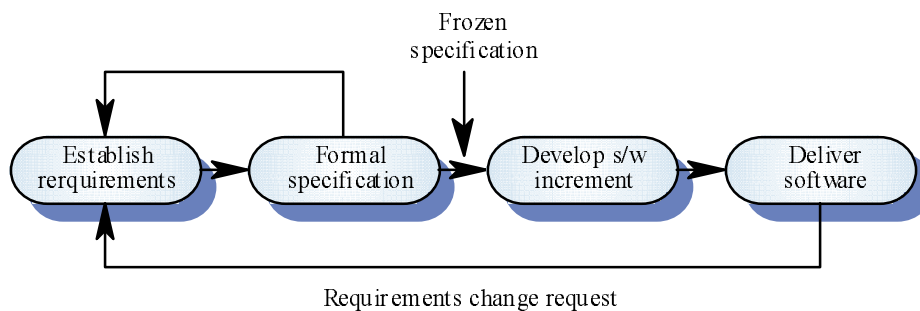 Frozen
specification
Establish
rerquirements
Formal
specification
Develop s/w
increment
Deliver
software
Requirements change request